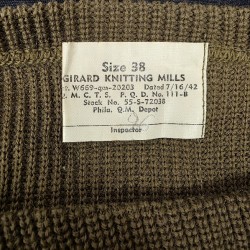 Size 38
GIRARD KNITTING MILLS
W669-qm-20203 Dated 7/16/42
M. C. T. 5. P. Q. D. No. 111-B
Stock No. 55-S-72038
Phila. Q.M. Depot
Inspector